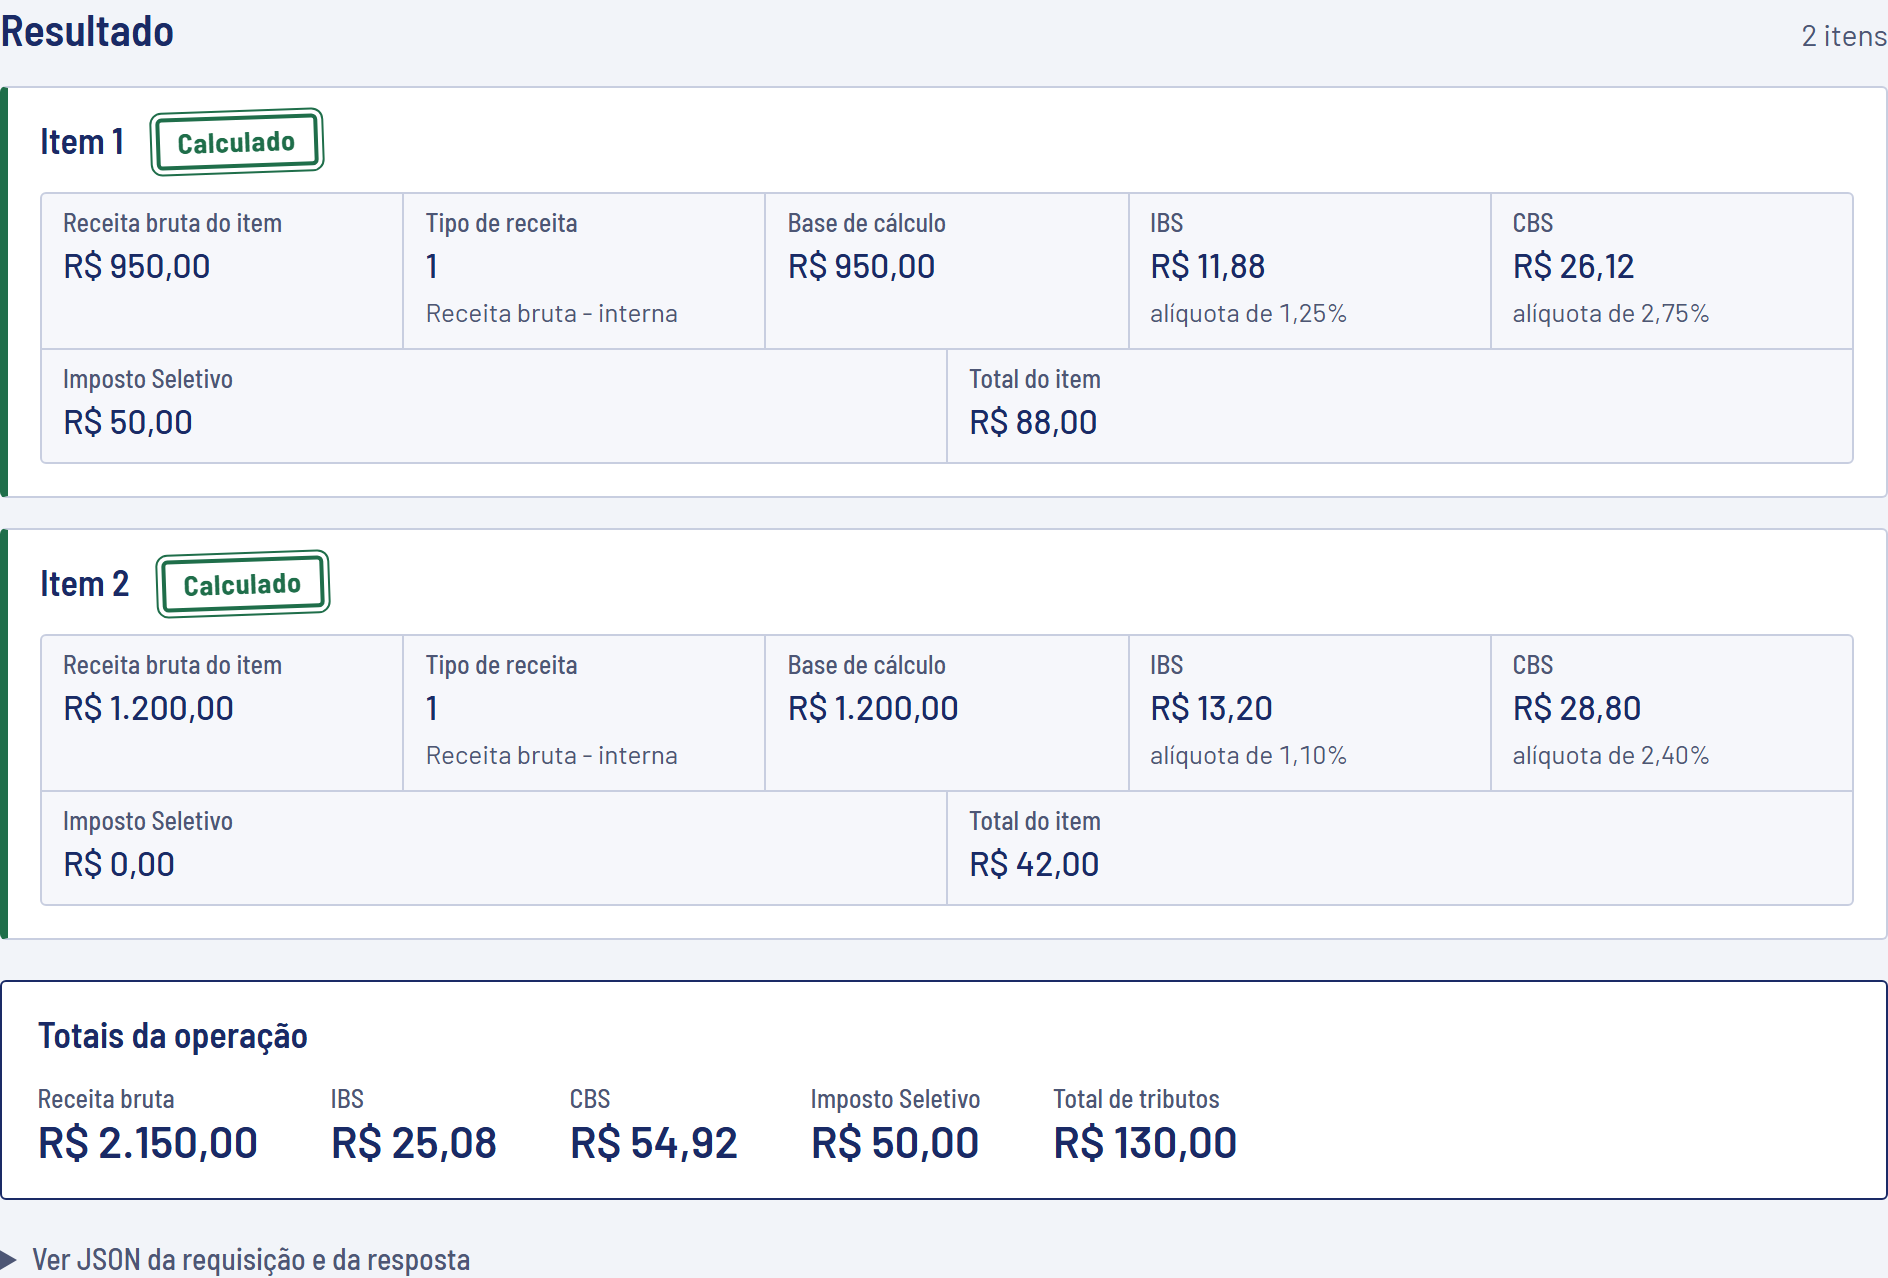 Resultado
2 itens
Item 1
Calculado
Receita bruta do item
R$ 950,00
Tipo de receita
1
Receita bruta - interna
Base de cálculo
R$ 950,00
IBS
R$ 11,88
alíquota de 1,25%
CBS
R$ 26,12
alíquota de 2,75%
Imposto Seletivo
R$ 50,00
Total do item
R$ 88,00
Item 2
Calculado
Receita bruta do item
R$ 1.200,00
Tipo de receita
1
Receita bruta - interna
Base de cálculo
R$ 1.200,00
IBS
R$ 13,20
alíquota de 1,10%
CBS
R$ 28,80
alíquota de 2,40%
Imposto Seletivo
R$ 0,00
Total do item
R$ 42,00
Totais da operação
Receita bruta
R$ 2.150,00
IBS
R$ 25,08
CBS
R$ 54,92
Imposto Seletivo
R$ 50,00
Total de tributos
R$ 130,00
Ver JSON da requisição e da resposta